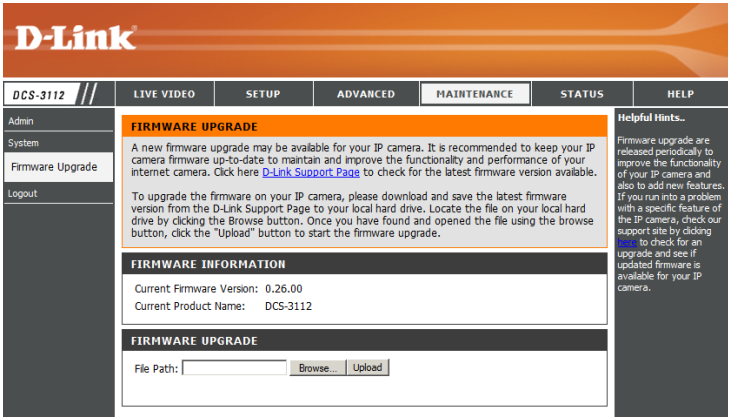 D-Link
DCS-3112
LIVE VIDEO
SETUP
ADVANCED
MAINTENANCE
STATUS
HELP
Admin
System
Firmware Upgrade
Logout
FIRMWARE UPGRADE
A new firmware upgrade may be available for your IP camera. It is recommended to keep your IP
camera firmware up-to-date to maintain and improve the functionality and performance of your
internet camera. Click here D-Link Support Page to check for the latest firmware version available.
To upgrade the firmware on your IP camera, please download and save the latest firmware
version from the D-Link Support Page to your local hard drive. Locate the file on your local hard
drive by clicking the Browse button. Once you have found and opened the file using the browse
button, click the "Upload" button to start the firmware upgrade.
FIRMWARE INFORMATION
Current Firmware Version: 0.26.00
Current Product Name: DCS-3112
FIRMWARE UPGRADE
File Path:
Browse...
Upload
Helpful Hints..
Firmware upgrade are
released periodically to
improve the functionality
of your IP camera and
also to add new features.
If you run into a problem
with a specific feature of
the IP camera, check our
support site by clicking
here to check for an
upgrade and see if
updated firmware is
available for your IP
camera.